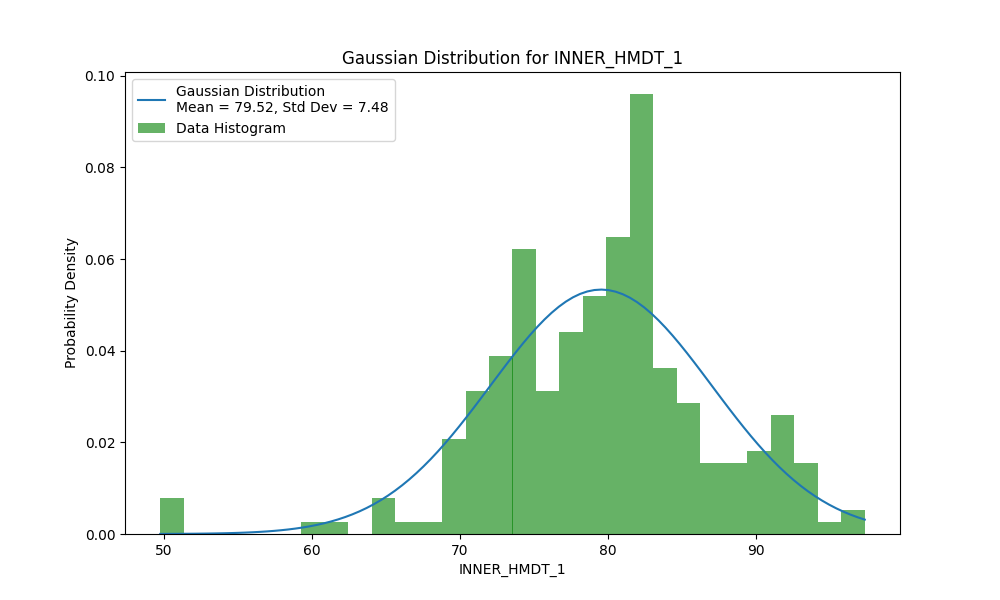 Gaussian Distribution for INNER_HMDT_1
Gaussian Distribution
Mean = 79.52, Std Dev = 7.48
Data Histogram
Probability Density
0.10
0.08
0.06
0.04
0.02
0.00
50 60 70 80 90
INNER_HMDT_1